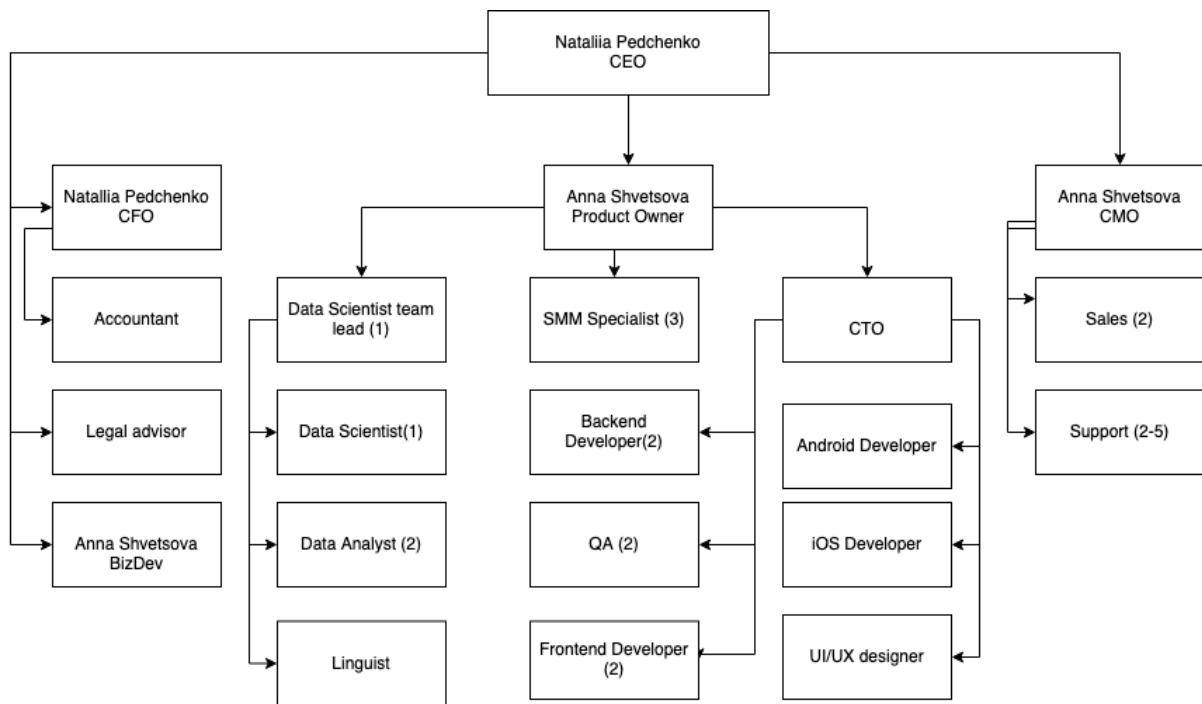 Nataliia Pedchenko
CEO
Natallia Pedchenko
CFO
Anna Shvetsova
Product Owner
Anna Shvetsova
CMO
Accountant
Data Scientist team
lead (1)
SMM Specialist (3)
CTO
Sales (2)
Legal advisor
Data Scientist(1)
Backend
Developer(2)
Android Developer
Support (2-5)
Anna Shvetsova
BizDev
Data Analyst (2)
QA (2)
iOS Developer
Linguist
Frontend Developer
(2)
UI/UX designer